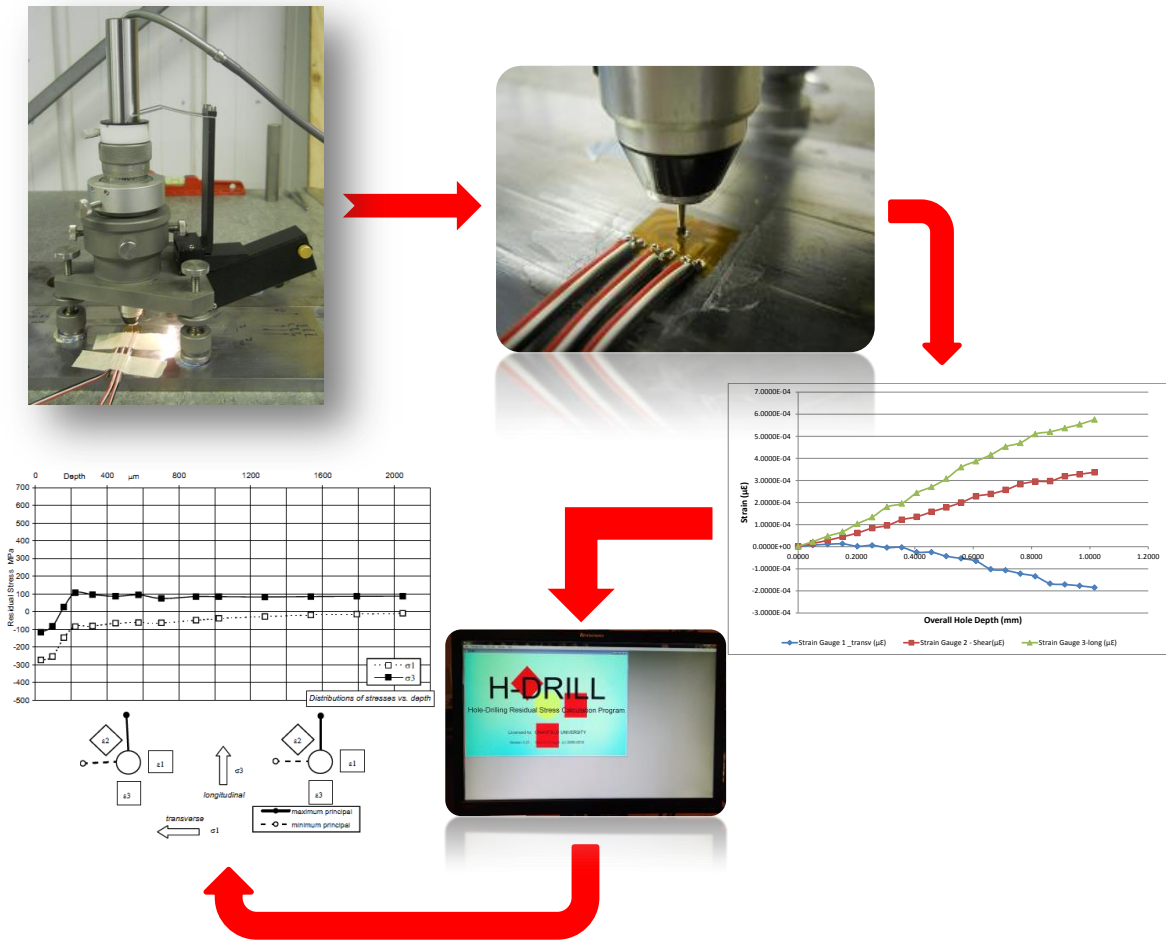 7.0000E-04
6.0000E-04
5.0000E-04
4.0000E-04
3.0000E-04
2.0000E-04
1.0000E-04
0.0000E+00
-1.0000E-04
-2.0000E-04
-3.0000E-04
Strain (µE)
0.0000 0.2000 0.4000 0.6000 0.8000 1.0000 1.2000
Overall Hole Depth (mm)
Strain Gauge 1 _transv (µE) Strain Gauge 2 - Shear(µE) Strain Gauge 3-long (µE)
H-DRILL
Hole-Drilling Residual Stress Calculation Program
Licensed to: CRANFIELD UNIVERSITY
0 Depth 400 µm 800 1200 1600 2000
700
600
500
400
300
200
100
0
-100
-200
-300
-400
-500
Residual Stress MPa
σ1
σ3
Distributions of stresses vs. depth
ε2
ε1
ε3
σ3
longitudinal
transverse
σ1
ε2
ε1
ε3
maximum principal
minimum principal